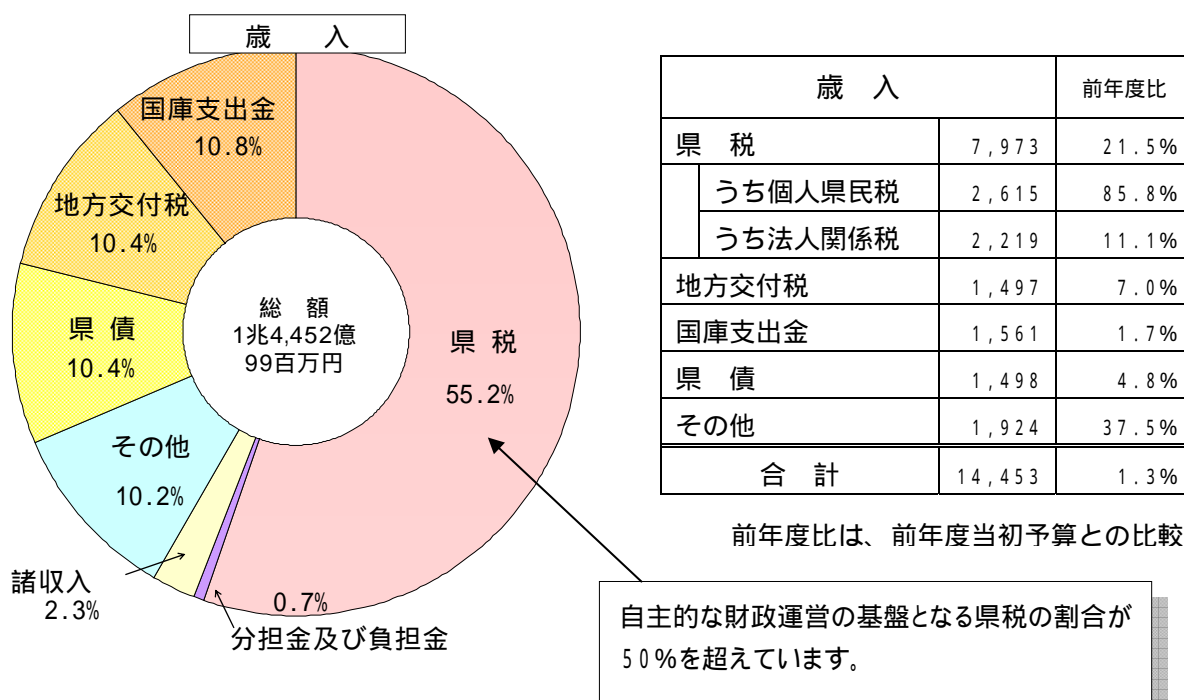 歳 入
国庫支出金
10.8%
地方交付税
10.4%
県 債
10.4%
その他
10.2%
諸収入
2.3%
0.7%
分担金及び負担金
県 税
55.2%
総 額
1兆4,452億
99百万円
歳 入 前年度比
県 税 7,973 21.5%
うち個人県民税 2,615 85.8%
うち法人関係税 2,219 11.1%
地方交付税 1,497 7.0%
国庫支出金 1,561 1.7%
県 債 1,498 4.8%
その他 1,924 37.5%
合 計 14,453 1.3%
前年度比は、前年度当初予算との比較
自主的な財政運営の基盤となる県税の割合が
50%を超えています。